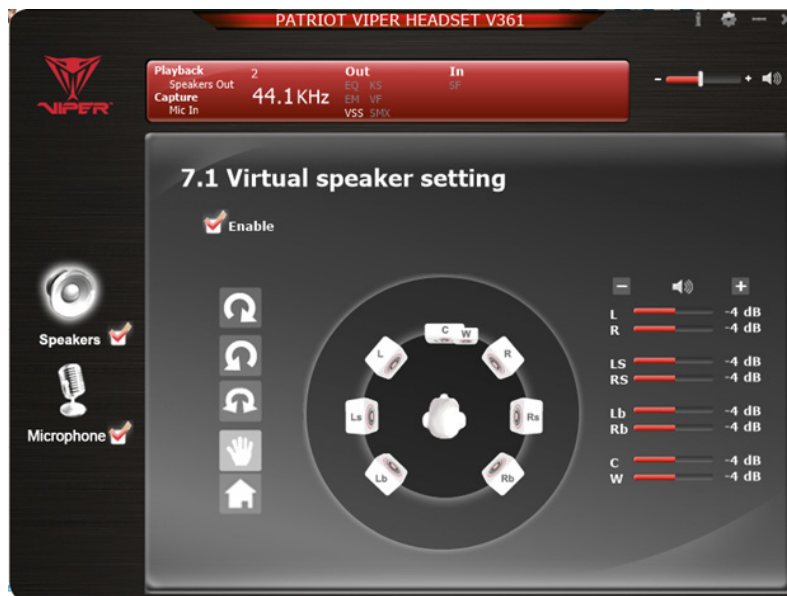 PATRIOT VIPER HEADSET V361
VIPER
Playback 2 Out In
Speakers Out EQ KS SF
Capture 44.1KHz EM VF
Mic In VSS SMX
- +
7.1 Virtual speaker setting
Enable
Speakers
Microphone
C W
L R
Ls Rs
Lb Rb
- +
L -4 dB
R -4 dB
LS -4 dB
RS -4 dB
Lb -4 dB
Rb -4 dB
C -4 dB
W -4 dB